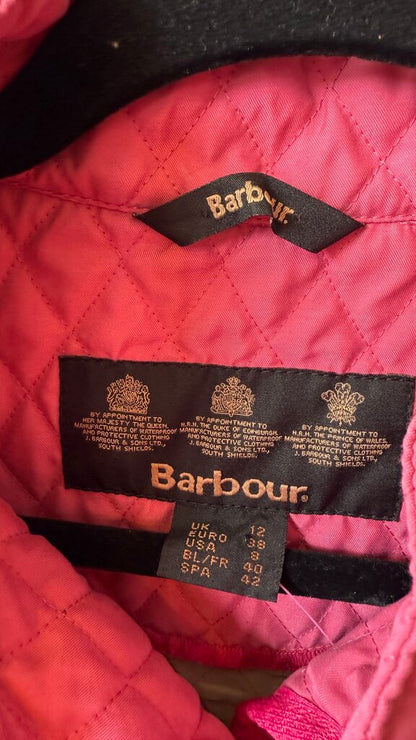 Barbour
BY APPOINTMENT TO
HER MAJESTY THE QUEEN,
MANUFACTURERS OF WATERPROOF
AND PROTECTIVE CLOTHING
J. BARBOUR & SONS LTD.,
SOUTH SHIELDS.
BY APPOINTMENT TO
H.R.H. THE DUKE OF EDINBURGH,
MANUFACTURERS OF WATERPROOF
AND PROTECTIVE CLOTHING
J. BARBOUR & SONS LTD.,
SOUTH SHIELDS.
BY APPOINTMENT TO
H.R.H. THE PRINCE OF WALES,
MANUFACTURERS OF WATERPROOF
AND PROTECTIVE CLOTHING
J. BARBOUR & SONS LTD.,
SOUTH SHIELDS.
Barbour
UK 12
EURO 38
USA 8
BL/FR 40
SPA 42